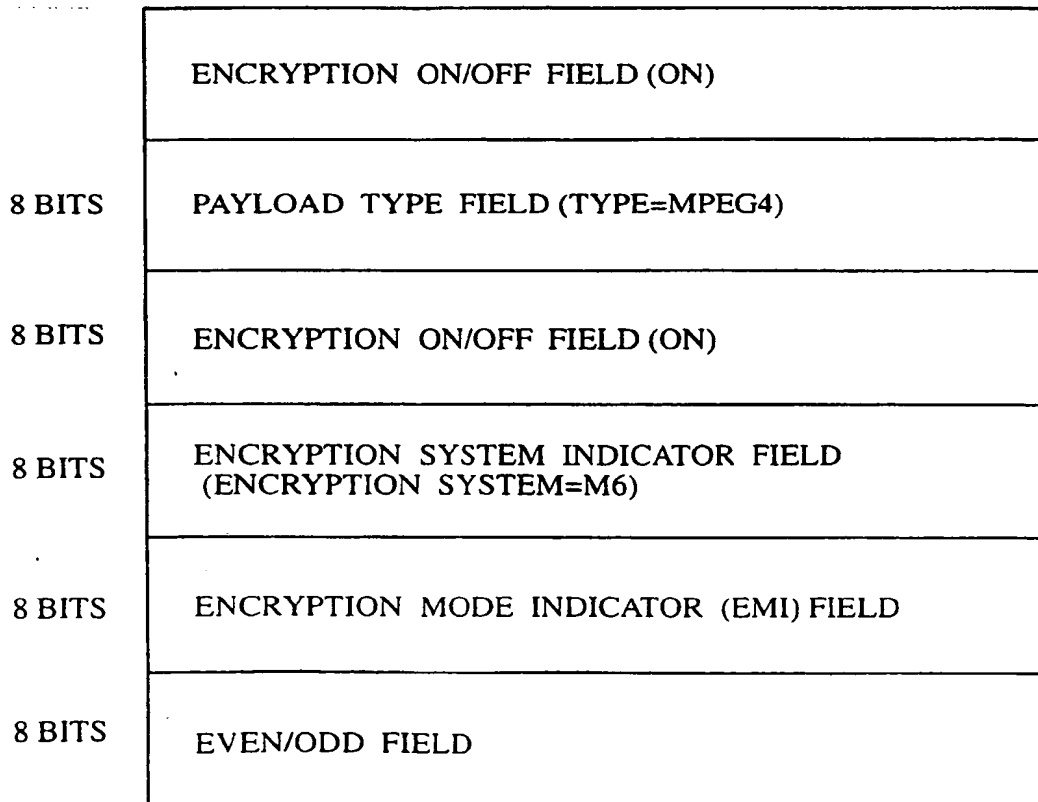 ENCRYPTION ON/OFF FIELD (ON)
8 BITS PAYLOAD TYPE FIELD (TYPE=MPEG4)
8 BITS ENCRYPTION ON/OFF FIELD (ON)
8 BITS ENCRYPTION SYSTEM INDICATOR FIELD
(ENCRYPTION SYSTEM=M6)
8 BITS ENCRYPTION MODE INDICATOR (EMI) FIELD
8 BITS EVEN/ODD FIELD